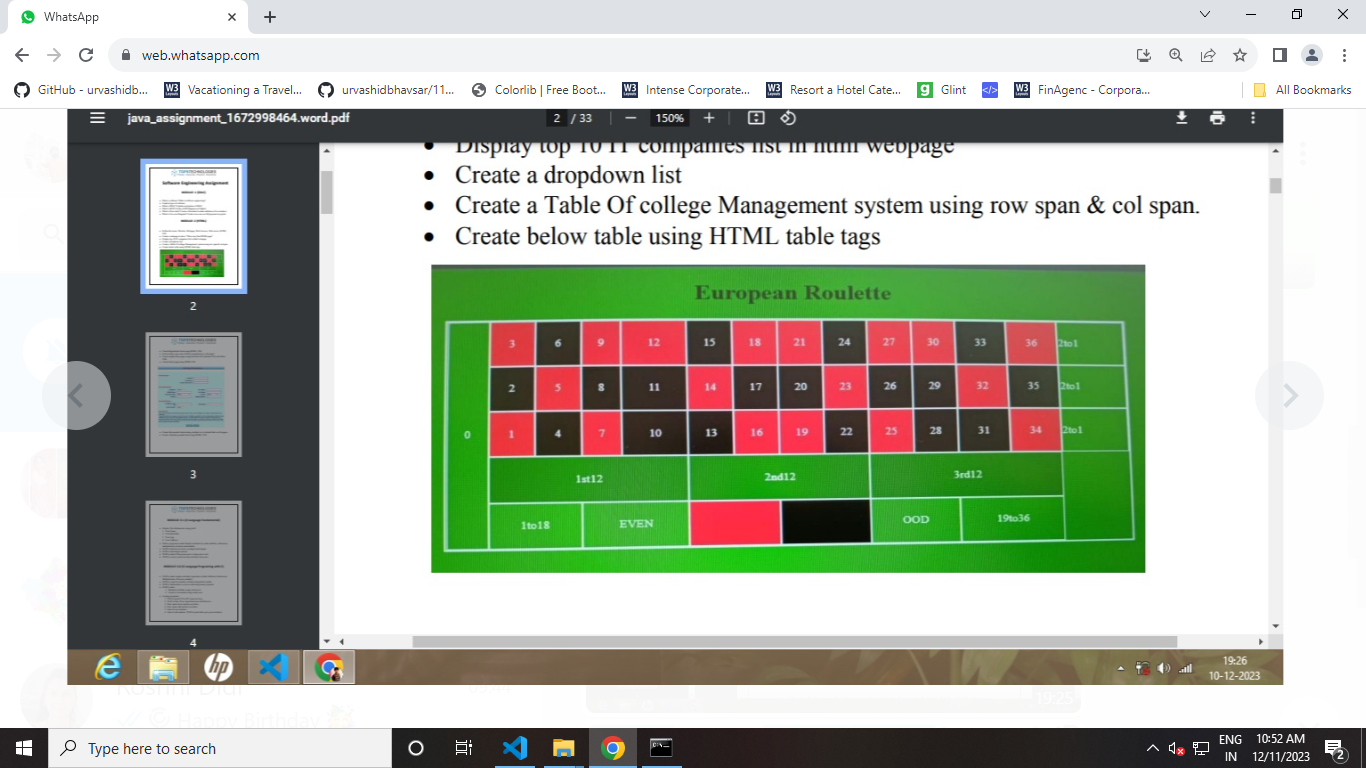 WhatsApp
web.whatsapp.com
GitHub - urvashidb...
Vacationing a Travel...
urvashidbhavsar/11...
Colorlib | Free Boot...
Intense Corporate...
Resort a Hotel Cate...
Glint
FinAgenc - Corpora...
All Bookmarks
java_assignment_1672998464.word.pdf
2 / 33
150%
Display top 10 IT companies list in html webpage
Create a dropdown list
Create a Table Of college Management system using row span & col span.
Create below table using HTML table tags
European Roulette
3 6 9 12 15 18 21 24 27 30 33 36 2to1
2 5 8 11 14 17 20 23 26 29 32 35 2to1
0 1 4 7 10 13 16 19 22 25 28 31 34 2to1
1st12 2nd12 3rd12
1to18 EVEN OOD 19to36
Software Engineering Assignment
2
3
4
19:26
10-12-2023
19:25
Happy Birthday
Type here to search
ENG
IN
10:52 AM
12/11/2023
2